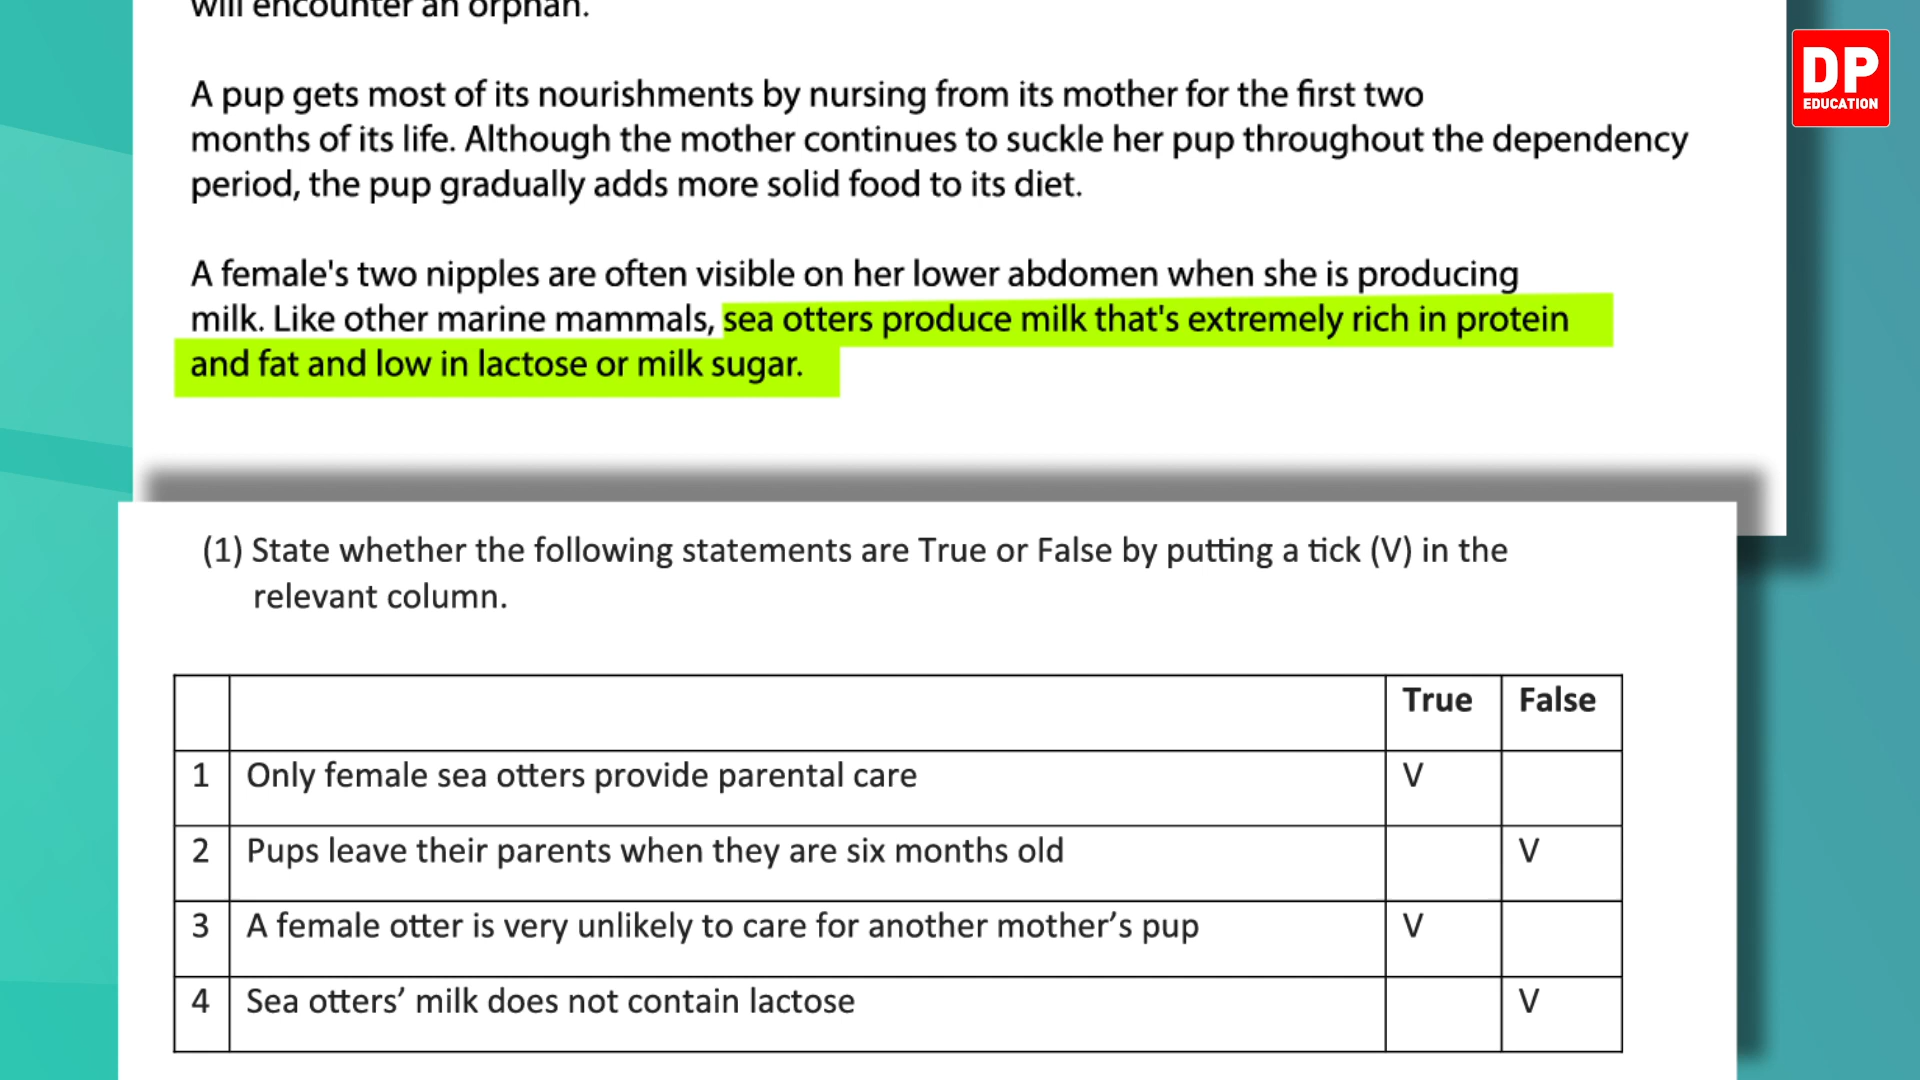 will encounter an orphan.
A pup gets most of its nourishments by nursing from its mother for the first two
months of its life. Although the mother continues to suckle her pup throughout the dependency
period, the pup gradually adds more solid food to its diet.
A female's two nipples are often visible on her lower abdomen when she is producing
milk. Like other marine mammals, sea otters produce milk that's extremely rich in protein
and fat and low in lactose or milk sugar.
DP
EDUCATION
(1) State whether the following statements are True or False by putting a tick (V) in the
relevant column.
True False
1 Only female sea otters provide parental care V
2 Pups leave their parents when they are six months old V
3 A female otter is very unlikely to care for another mother’s pup V
4 Sea otters’ milk does not contain lactose V